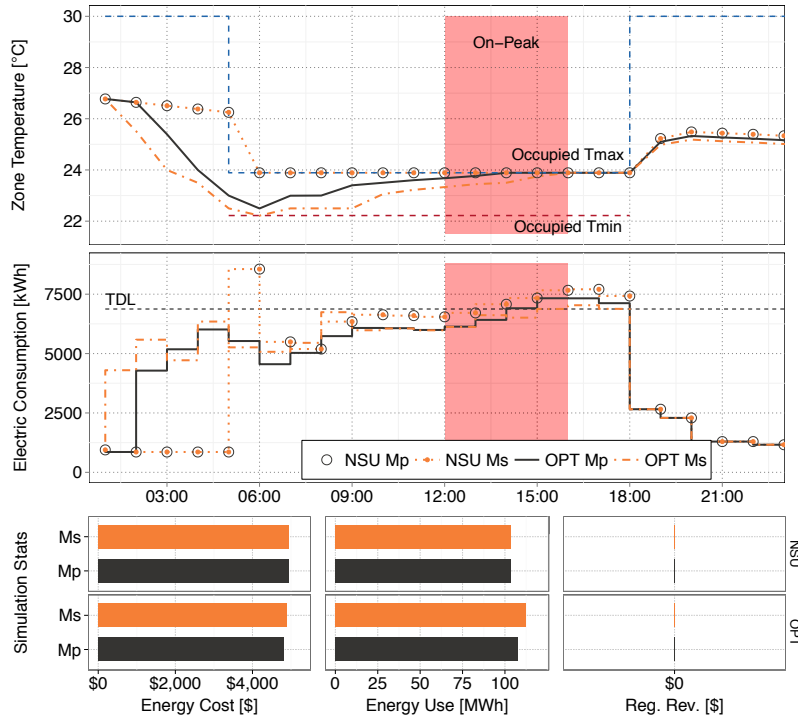 Zone Temperature [°C]
30
28
26
24
22
On−Peak
Occupied Tmax
Occupied Tmin
Electric Consumption [kWh]
7500
5000
2500
0
TDL
NSU Mp NSU Ms OPT Mp OPT Ms
03:00 06:00 09:00 12:00 15:00 18:00 21:00
Simulation Stats
Ms
Mp
NSU
Ms
Mp
OPT
$0 $2,000 $4,000 0 25 50 75 100 $0
Energy Cost [$] Energy Use [MWh] Reg. Rev. [$]